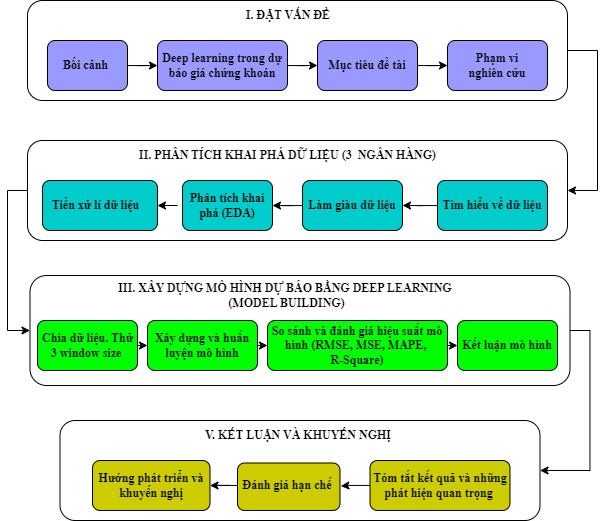 I. ĐẶT VẤN ĐỀ
Bối cảnh
Deep learning trong dự
báo giá chứng khoán
Mục tiêu đề tài
Phạm vi
nghiên cứu
II. PHÂN TÍCH KHAI PHÁ DỮ LIỆU (3 NGÂN HÀNG)
Tiền xử lí dữ liệu
Phân tích khai
phá (EDA)
Làm giàu dữ liệu
Tìm hiểu về dữ liệu
III. XÂY DỰNG MÔ HÌNH DỰ BÁO BẰNG DEEP LEARNING
(MODEL BUILDING)
Chia dữ liệu. Thử
3 window size
Xây dựng và huấn
luyện mô hình
So sánh và đánh giá hiệu suất mô
hình (RMSE, MSE, MAPE,
R-Square)
Kết luận mô hình
V. KẾT LUẬN VÀ KHUYẾN NGHỊ
Hướng phát triển và
khuyến nghị
Đánh giá hạn chế
Tóm tắt kết quả và những
phát hiện quan trọng